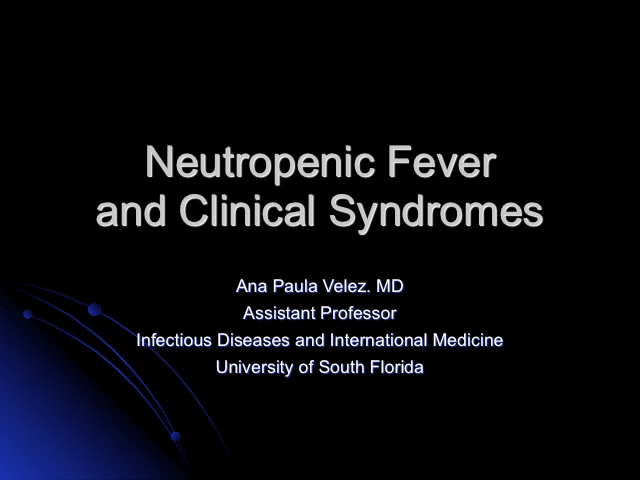 Neutropenic Fever
and Clinical Syndromes
Ana Paula Velez. MD
Assistant Professor
Infectious Diseases and International Medicine
University of South Florida